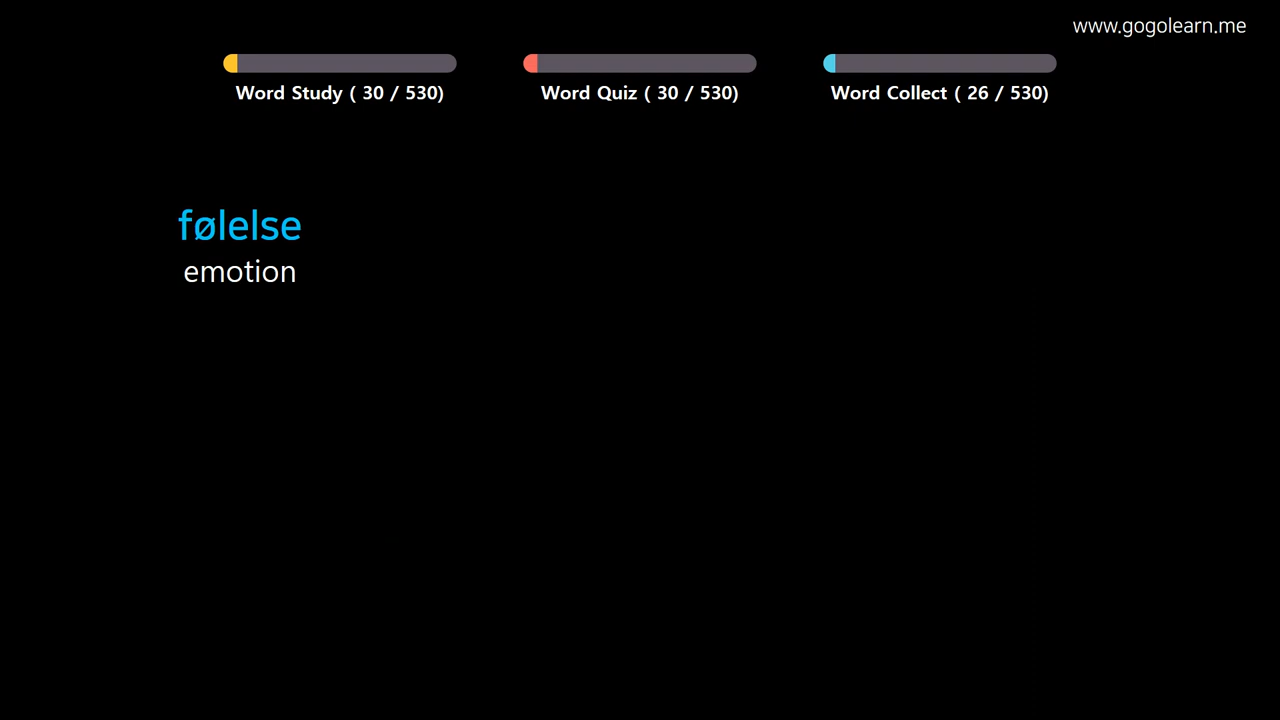 www.gogolearn.me
Word Study ( 30 / 530)
Word Quiz ( 30 / 530)
Word Collect ( 26 / 530)
følelse
emotion